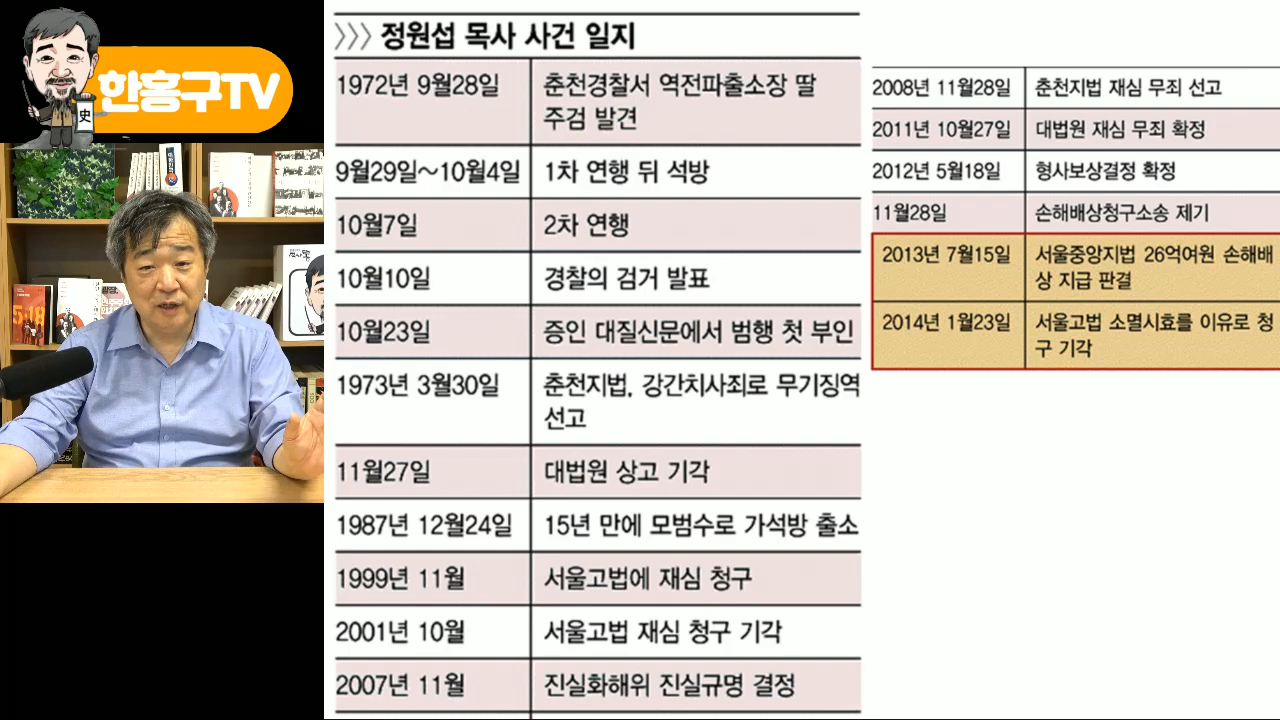 한홍구TV
史
5·18
〉〉〉 정원섭 목사 사건 일지
1972년 9월28일 춘천경찰서 역전파출소장 딸
주검 발견
9월29일~10월4일 1차 연행 뒤 석방
10월7일 2차 연행
10월10일 경찰의 검거 발표
10월23일 증인 대질신문에서 범행 첫 부인
1973년 3월30일 춘천지법, 강간치사죄로 무기징역
선고
11월27일 대법원 상고 기각
1987년 12월24일 15년 만에 모범수로 가석방 출소
1999년 11월 서울고법에 재심 청구
2001년 10월 서울고법 재심 청구 기각
2007년 11월 진실화해위 진실규명 결정
2008년 11월28일 춘천지법 재심 무죄 선고
2011년 10월27일 대법원 재심 무죄 확정
2012년 5월18일 형사보상결정 확정
11월28일 손해배상청구소송 제기
2013년 7월15일 서울중앙지법 26억여원 손해배
상 지급 판결
2014년 1월23일 서울고법 소멸시효를 이유로 청
구 기각